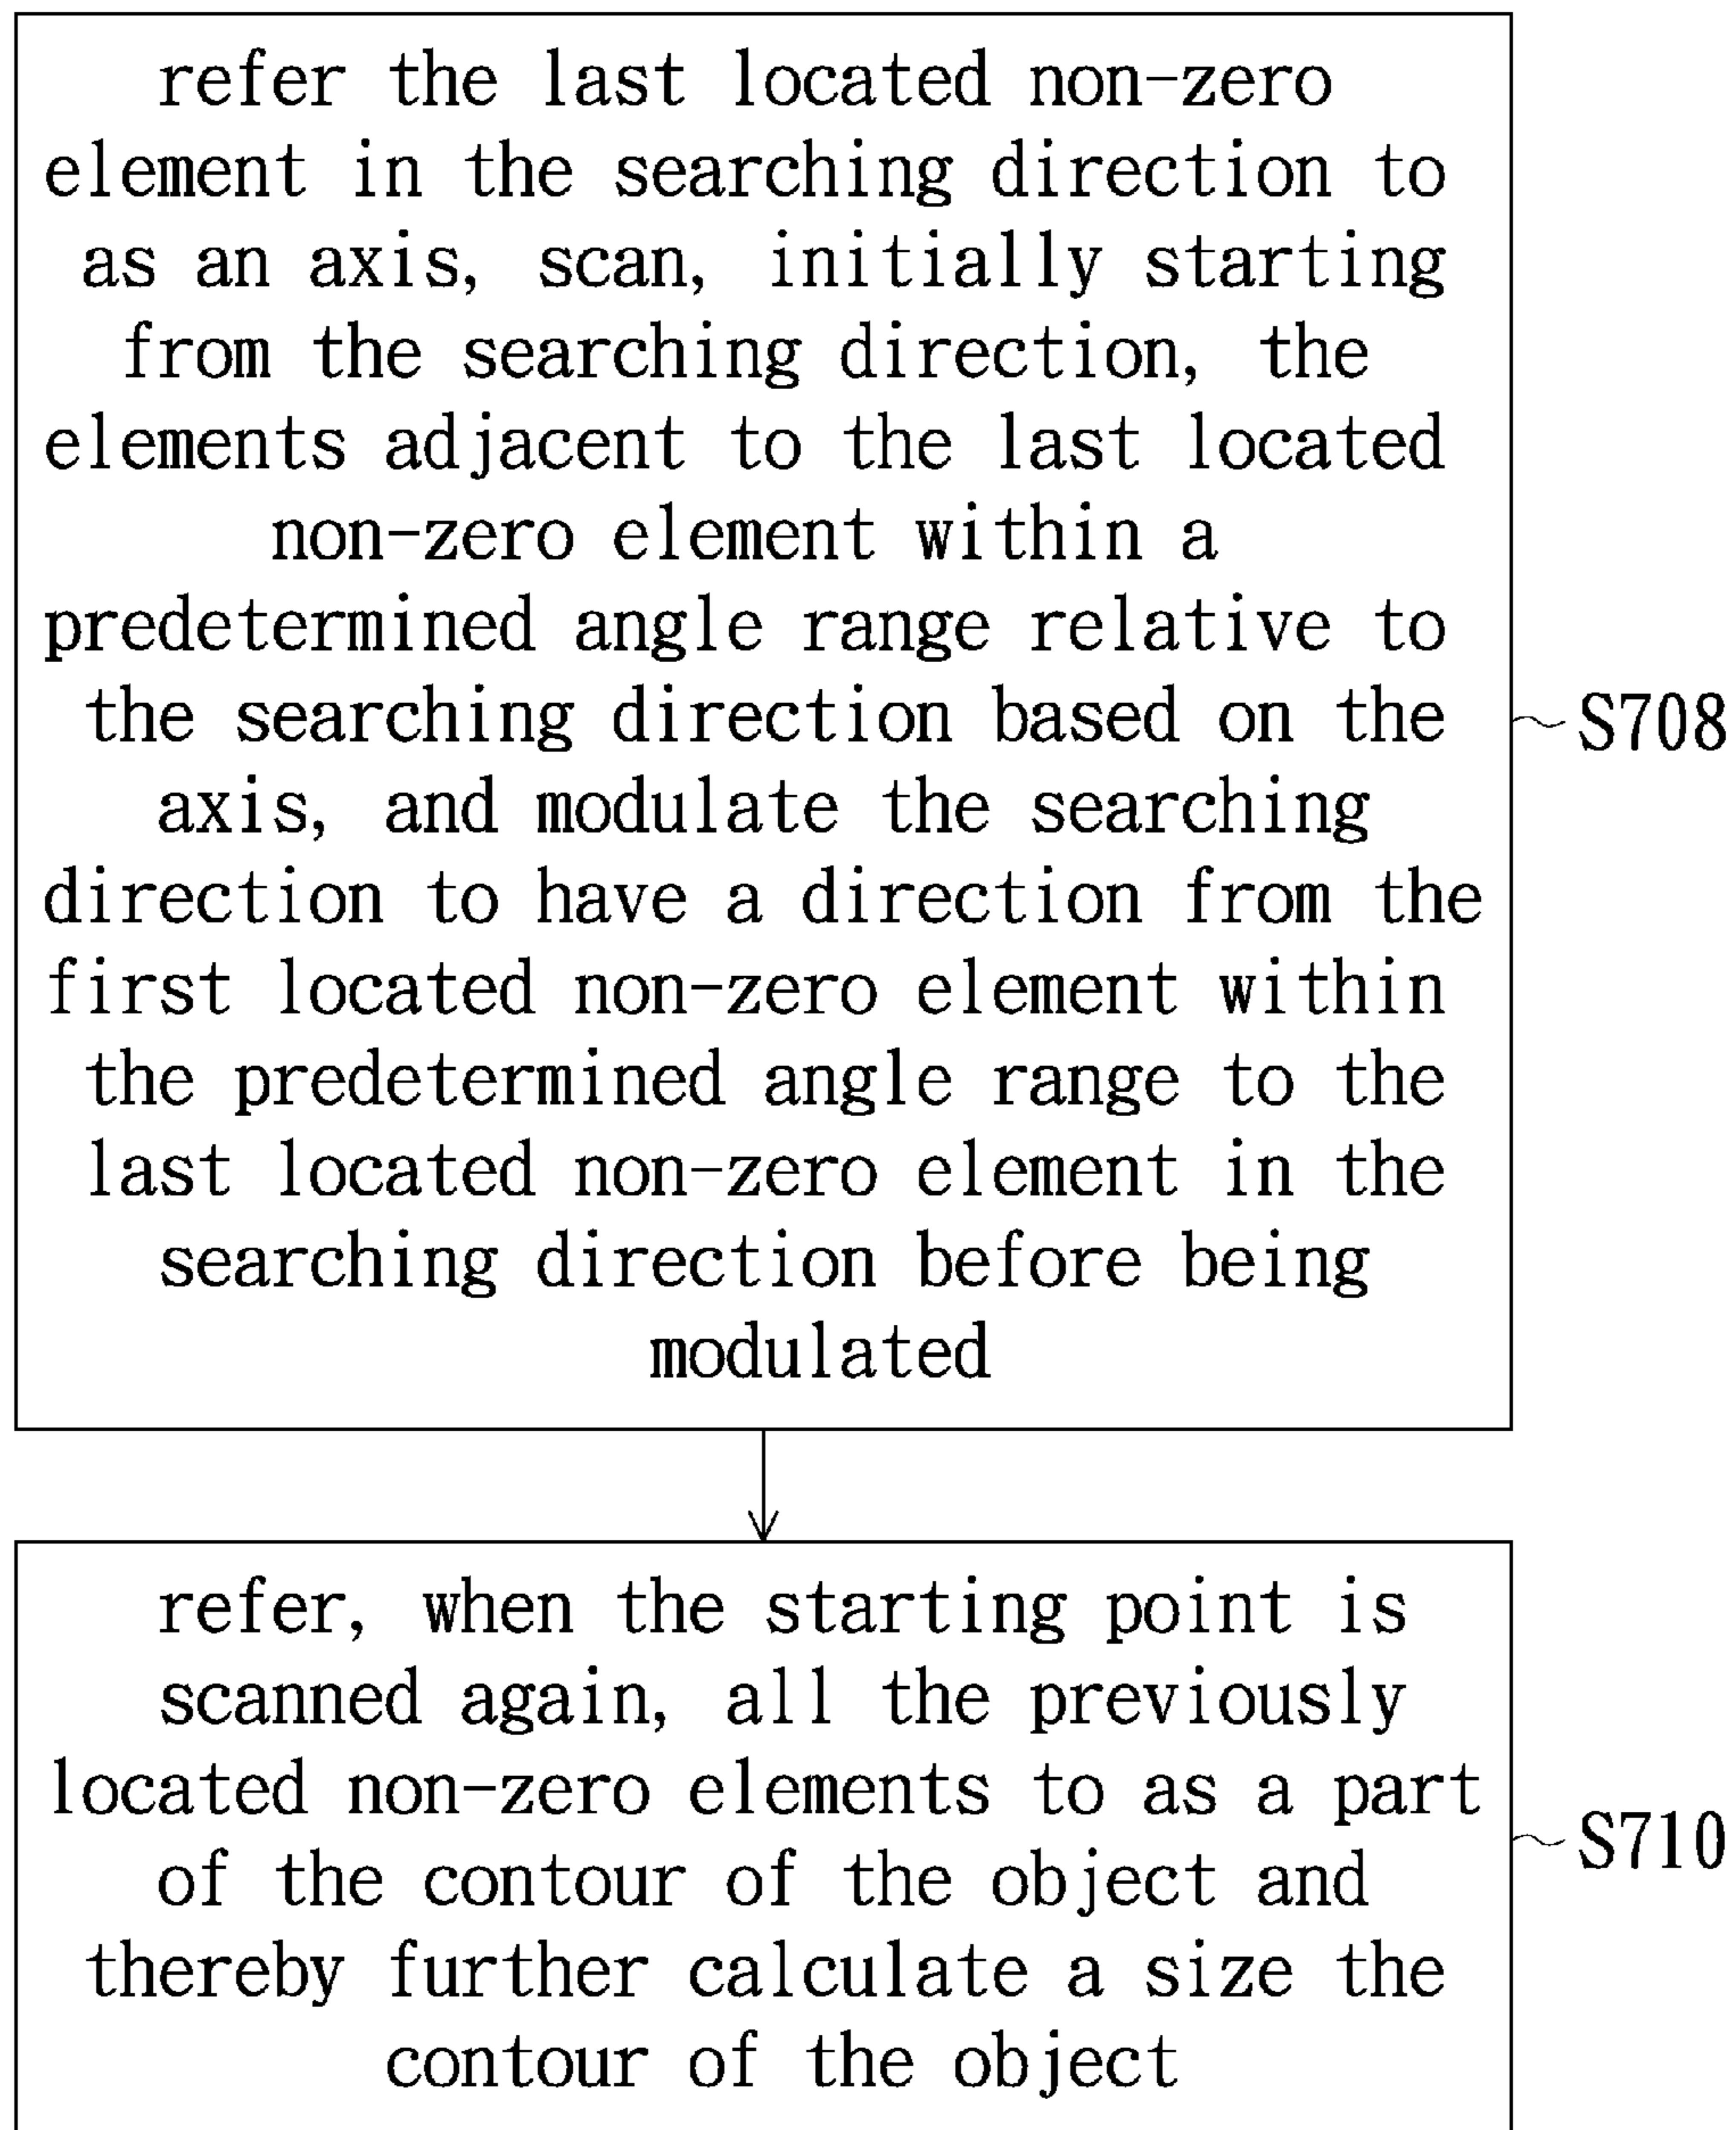 refer the last located non-zero
element in the searching direction to
as an axis, scan, initially starting
from the searching direction, the
elements adjacent to the last located
non-zero element within a
predetermined angle range relative to
the searching direction based on the
axis, and modulate the searching
direction to have a direction from the
first located non-zero element within
the predetermined angle range to the
last located non-zero element in the
searching direction before being
modulated
S708
refer, when the starting point is
scanned again, all the previously
located non-zero elements to as a part
of the contour of the object and
thereby further calculate a size the
contour of the object
S710